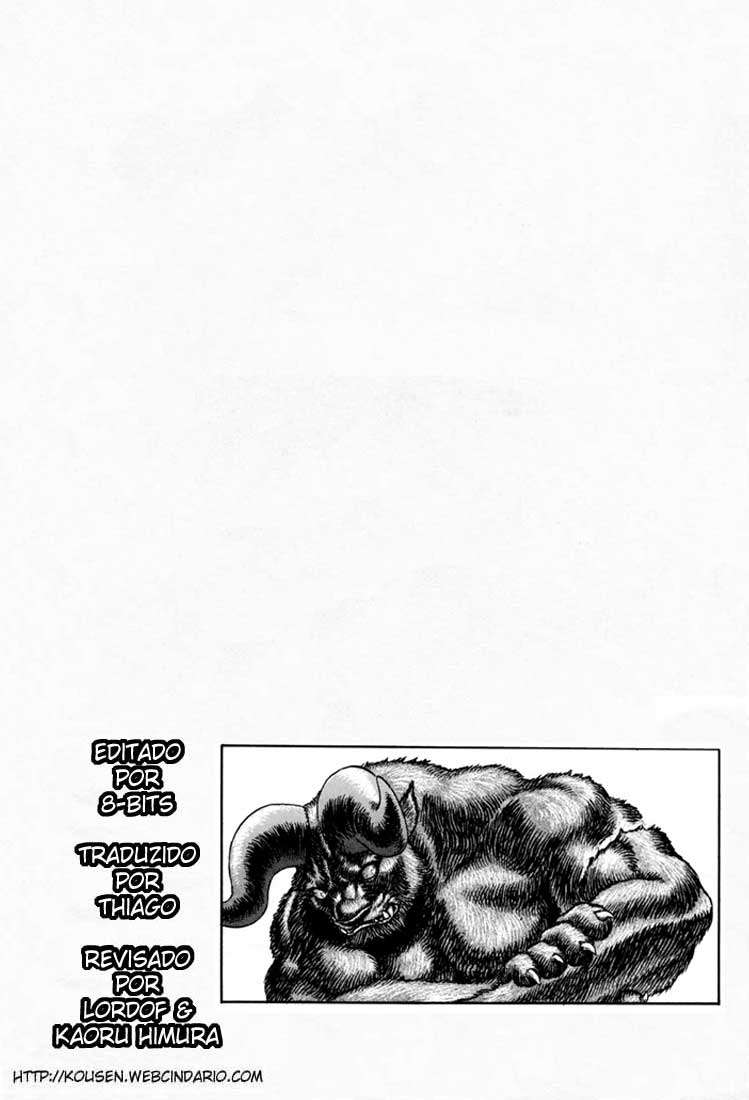 EDITADO
POR
8-BITS
TRADUZIDO
POR
THIAGO
REVISADO
POR
LORDOF &
KAORU HIMURA
HTTP://KOUSEN.WEBCINDARIO.COM